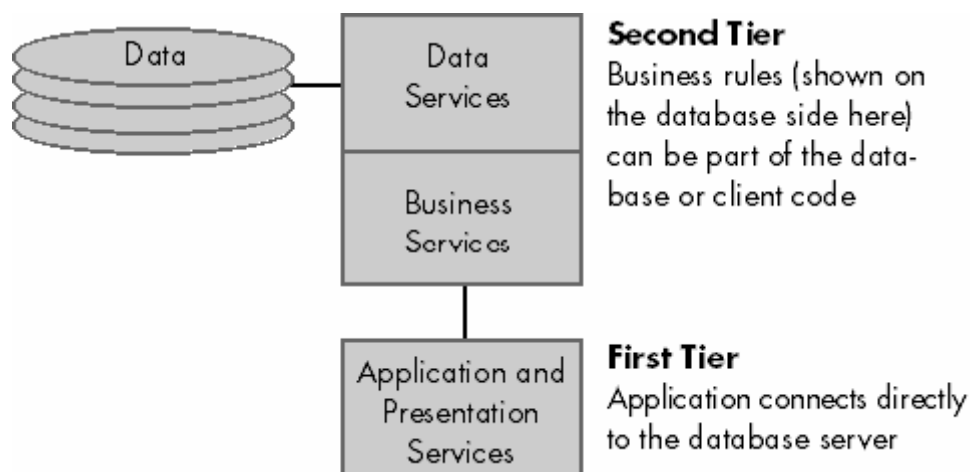 Data
Data
Services
Business
Services
Second Tier
Business rules (shown on
the database side here)
can be part of the data-
base or client code
Application and
Presentation
Services
First Tier
Application connects directly
to the database server